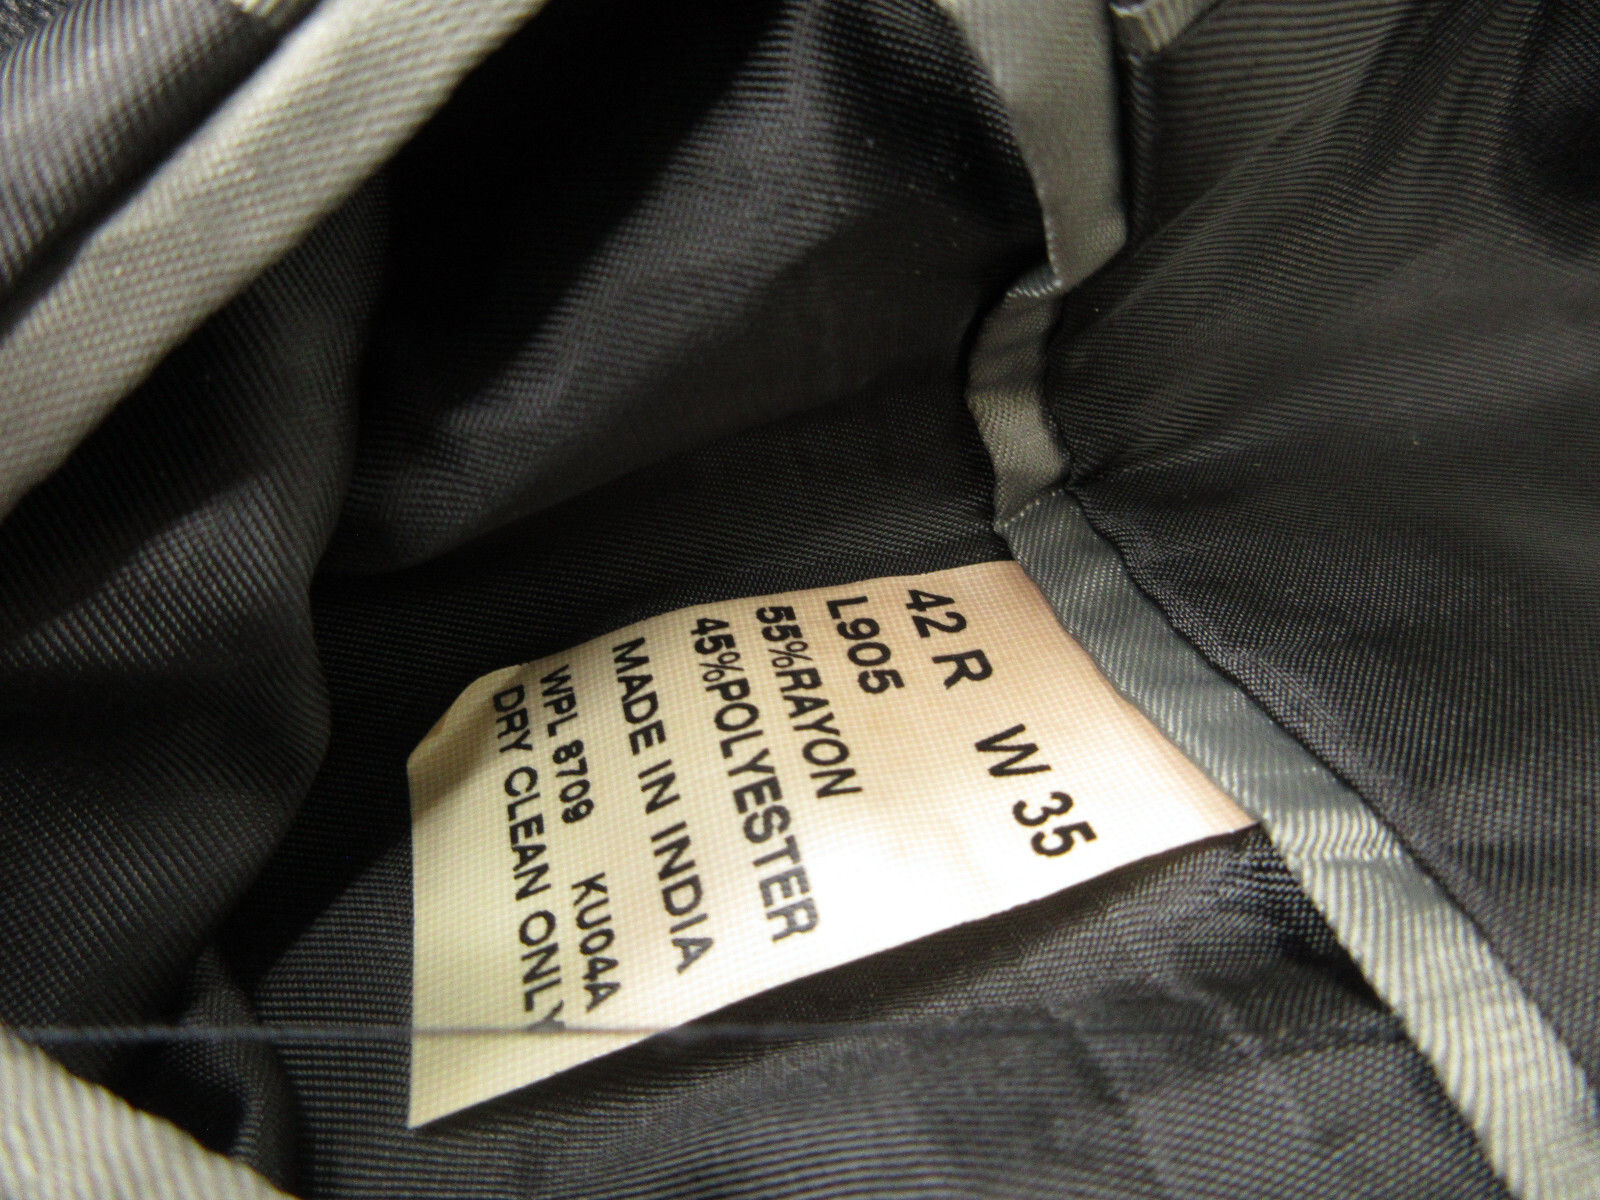 42 R W 35
L905
55%RAYON
45%POLYESTER
MADE IN INDIA
WPL 8709 KU04A
DRY CLEAN ONLY